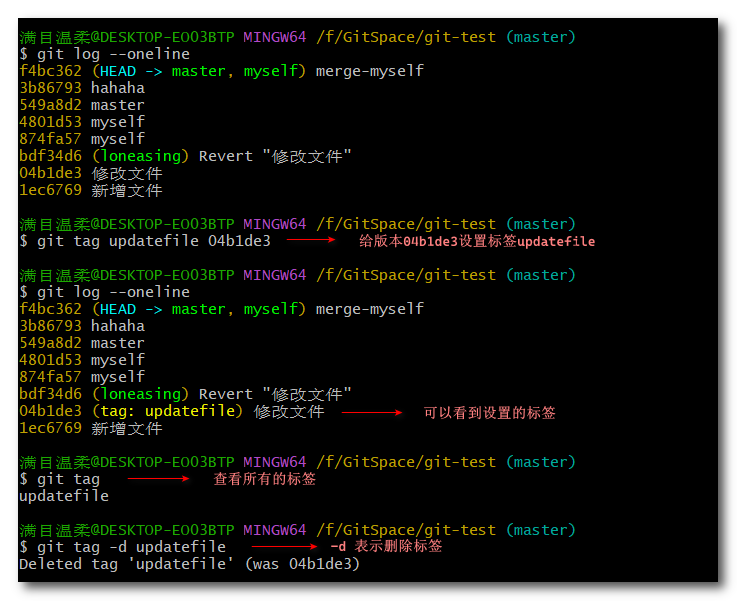 满目温柔@DESKTOP-EOO3BTP MINGW64 /f/GitSpace/git-test (master)
$ git log --oneline
f4bc362 (HEAD -> master, myself) merge-myself
3b86793 hahaha
549a8d2 master
4801d53 myself
874fa57 myself
bdf34d6 (loneasing) Revert "修改文件"
04b1de3 修改文件
1ec6769 新增文件
满目温柔@DESKTOP-EOO3BTP MINGW64 /f/GitSpace/git-test (master)
$ git tag updatefile 04b1de3 给版本04b1de3设置标签updatefile
满目温柔@DESKTOP-EOO3BTP MINGW64 /f/GitSpace/git-test (master)
$ git log --oneline
f4bc362 (HEAD -> master, myself) merge-myself
3b86793 hahaha
549a8d2 master
4801d53 myself
874fa57 myself
bdf34d6 (loneasing) Revert "修改文件"
04b1de3 (tag: updatefile) 修改文件 可以看到设置的标签
1ec6769 新增文件
满目温柔@DESKTOP-EOO3BTP MINGW64 /f/GitSpace/git-test (master)
$ git tag 查看所有的标签
updatefile
满目温柔@DESKTOP-EOO3BTP MINGW64 /f/GitSpace/git-test (master)
$ git tag -d updatefile -d 表示删除标签
Deleted tag 'updatefile' (was 04b1de3)